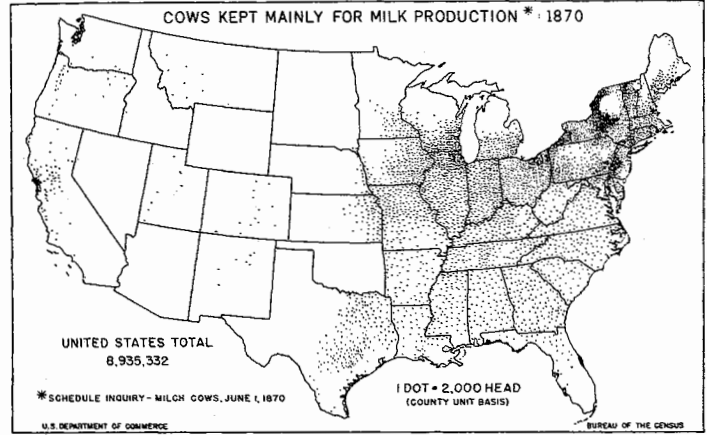 COWS KEPT MAINLY FOR MILK PRODUCTION * : 1870
UNITED STATES TOTAL
8,935,332
*SCHEDULE INQUIRY - MILCH COWS, JUNE 1, 1870
1 DOT = 2,000 HEAD
(COUNTY UNIT BASIS)
U.S. DEPARTMENT OF COMMERCE
BUREAU OF THE CENSUS